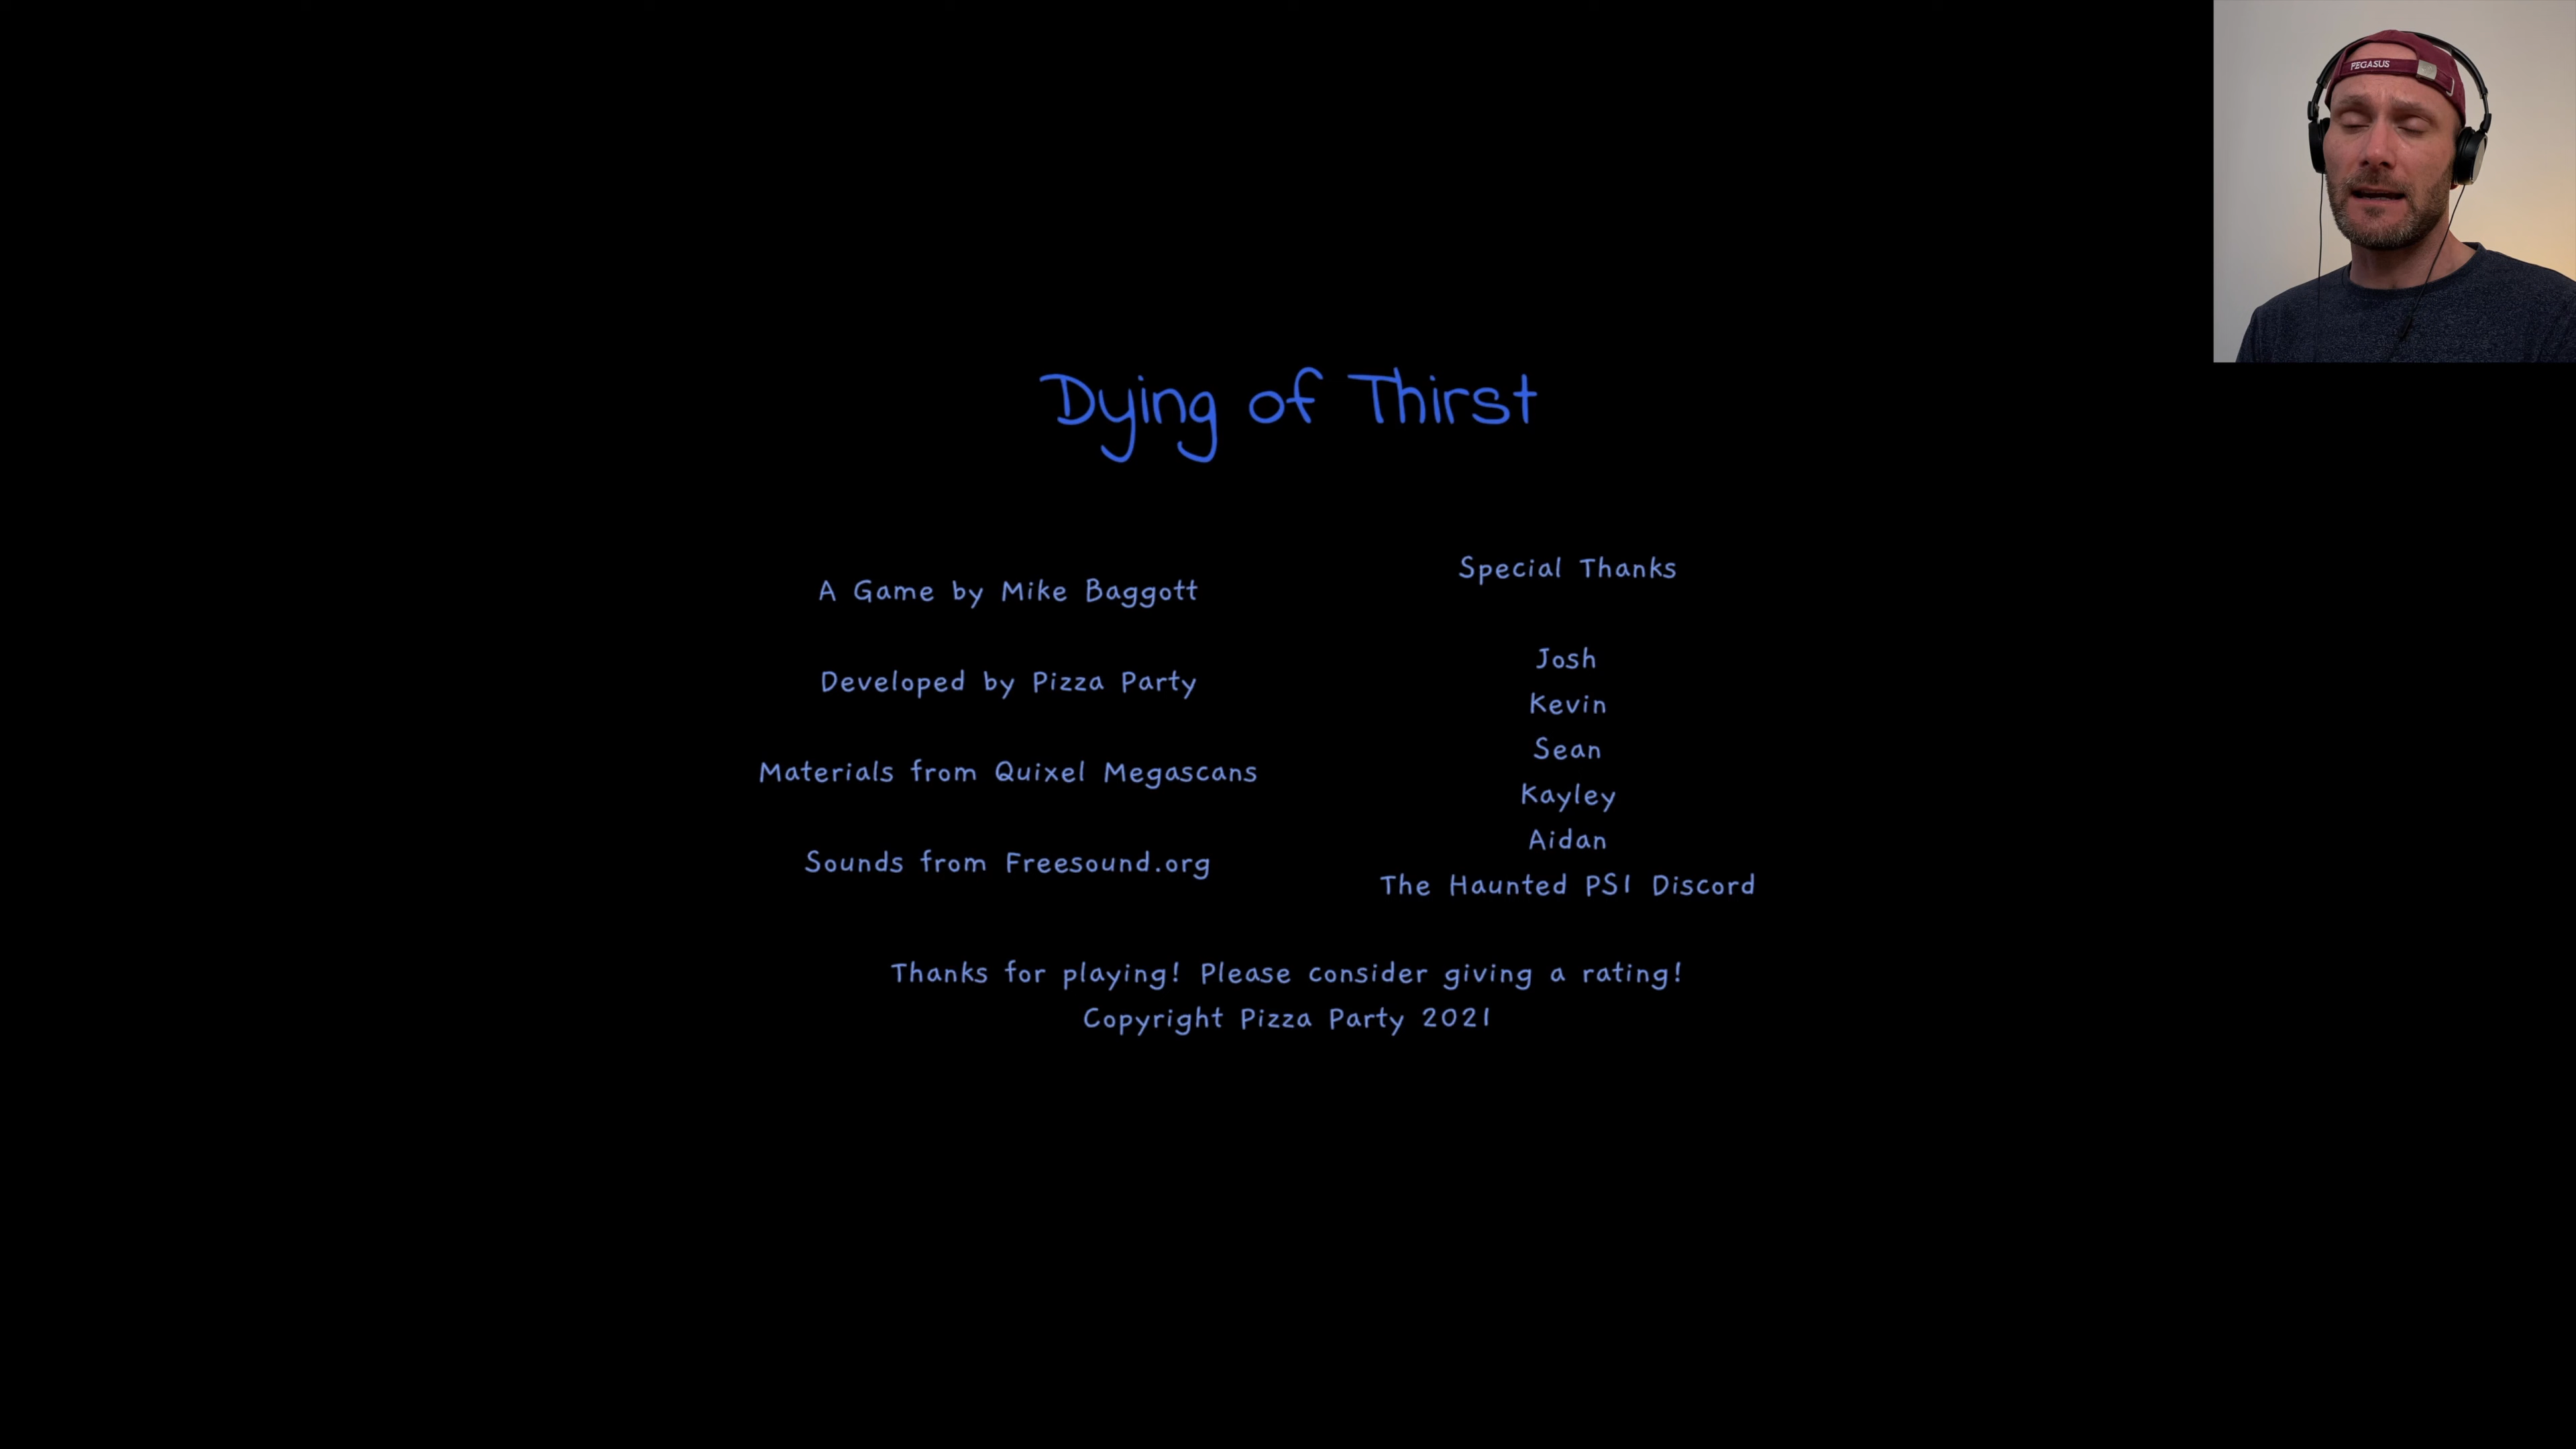 PEGASUS
Dying of Thirst
A Game by Mike Baggott
Developed by Pizza Party
Materials from Quixel Megascans
Sounds from Freesound.org
Special Thanks
Josh
Kevin
Sean
Kayley
Aidan
The Haunted PS1 Discord
Thanks for playing! Please consider giving a rating!
Copyright Pizza Party 2021